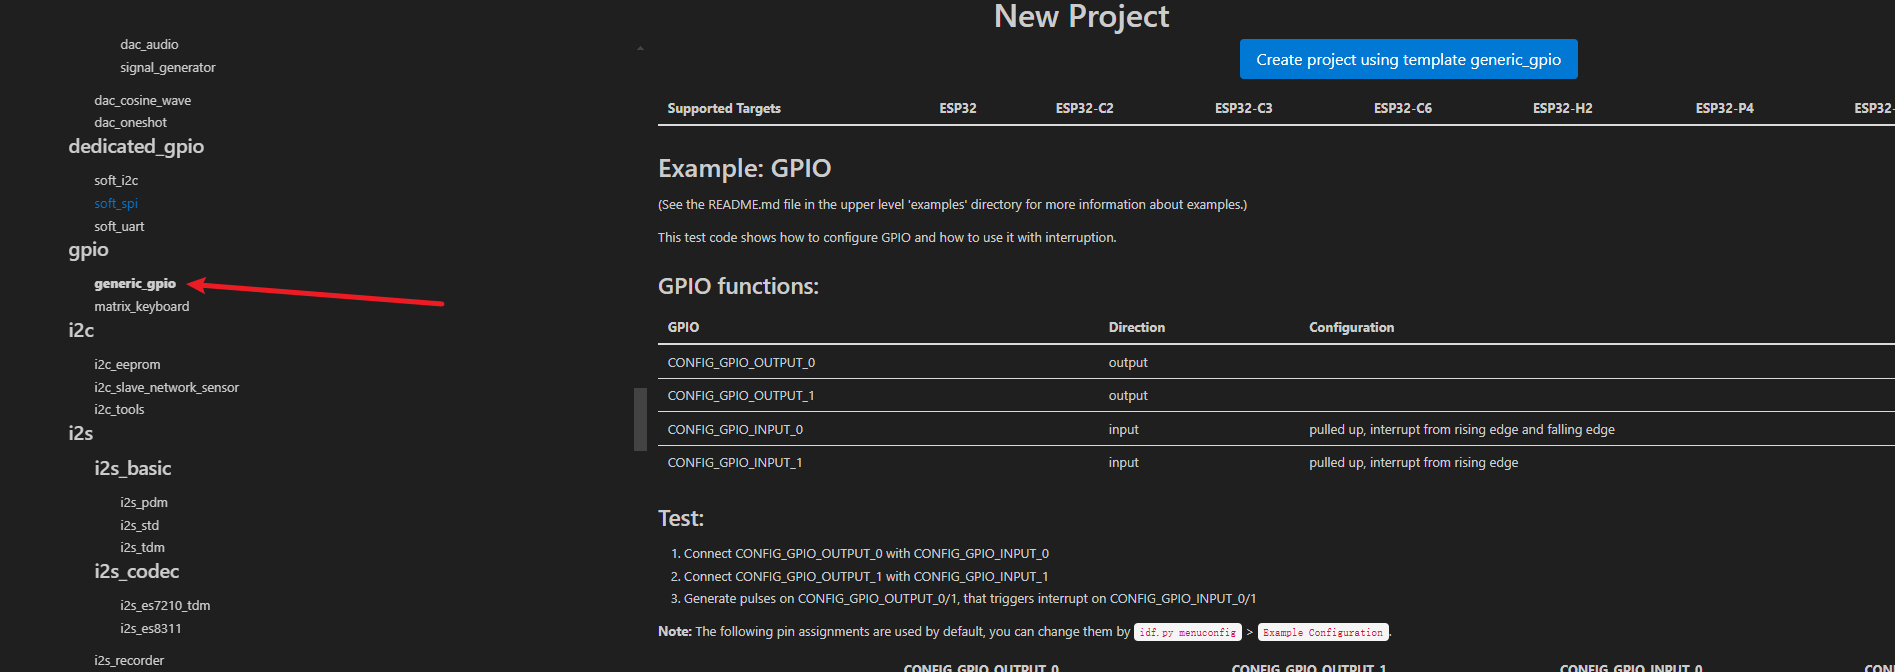 New Project
dac_audio
signal_generator
dac_cosine_wave
dac_oneshot
dedicated_gpio
soft_i2c
soft_spi
soft_uart
gpio
generic_gpio
matrix_keyboard
i2c
i2c_eeprom
i2c_slave_network_sensor
i2c_tools
i2s
i2s_basic
i2s_pdm
i2s_std
i2s_tdm
i2s_codec
i2s_es7210_tdm
i2s_es8311
i2s_recorder
Create project using template generic_gpio
Supported Targets ESP32 ESP32-C2 ESP32-C3 ESP32-C6 ESP32-H2 ESP32-P4 ESP32-
Example: GPIO
(See the README.md file in the upper level 'examples' directory for more information about examples.)
This test code shows how to configure GPIO and how to use it with interruption.
GPIO functions:
GPIO Direction Configuration
CONFIG_GPIO_OUTPUT_0 output
CONFIG_GPIO_OUTPUT_1 output
CONFIG_GPIO_INPUT_0 input pulled up, interrupt from rising edge and falling edge
CONFIG_GPIO_INPUT_1 input pulled up, interrupt from rising edge
Test:
1. Connect CONFIG_GPIO_OUTPUT_0 with CONFIG_GPIO_INPUT_0
2. Connect CONFIG_GPIO_OUTPUT_1 with CONFIG_GPIO_INPUT_1
3. Generate pulses on CONFIG_GPIO_OUTPUT_0/1, that triggers interrupt on CONFIG_GPIO_INPUT_0/1
Note: The following pin assignments are used by default, you can change them by idf.py menuconfig > Example Configuration.
CONFIG_GPIO_OUTPUT_0 CONFIG_GPIO_OUTPUT_1 CONFIG_GPIO_INPUT_0